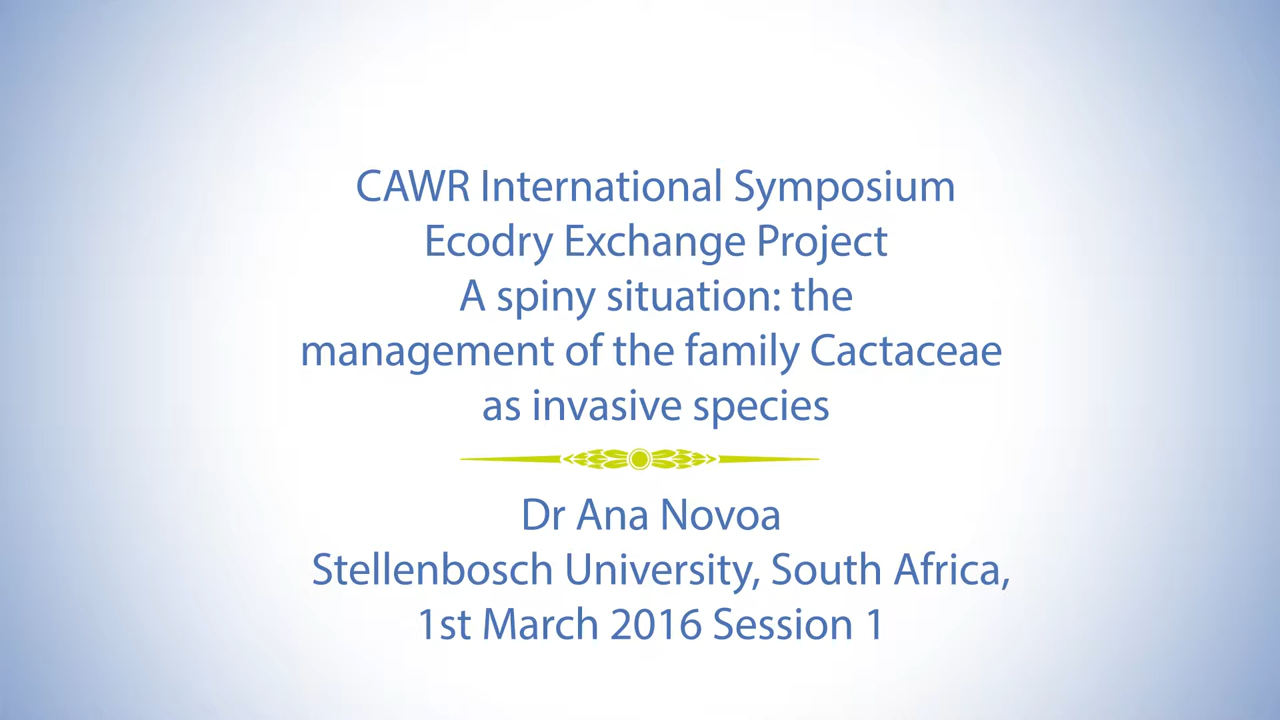 CAWR International Symposium
Ecodry Exchange Project
A spiny situation: the
management of the family Cactaceae
as invasive species
Dr Ana Novoa
Stellenbosch University, South Africa,
1st March 2016 Session 1